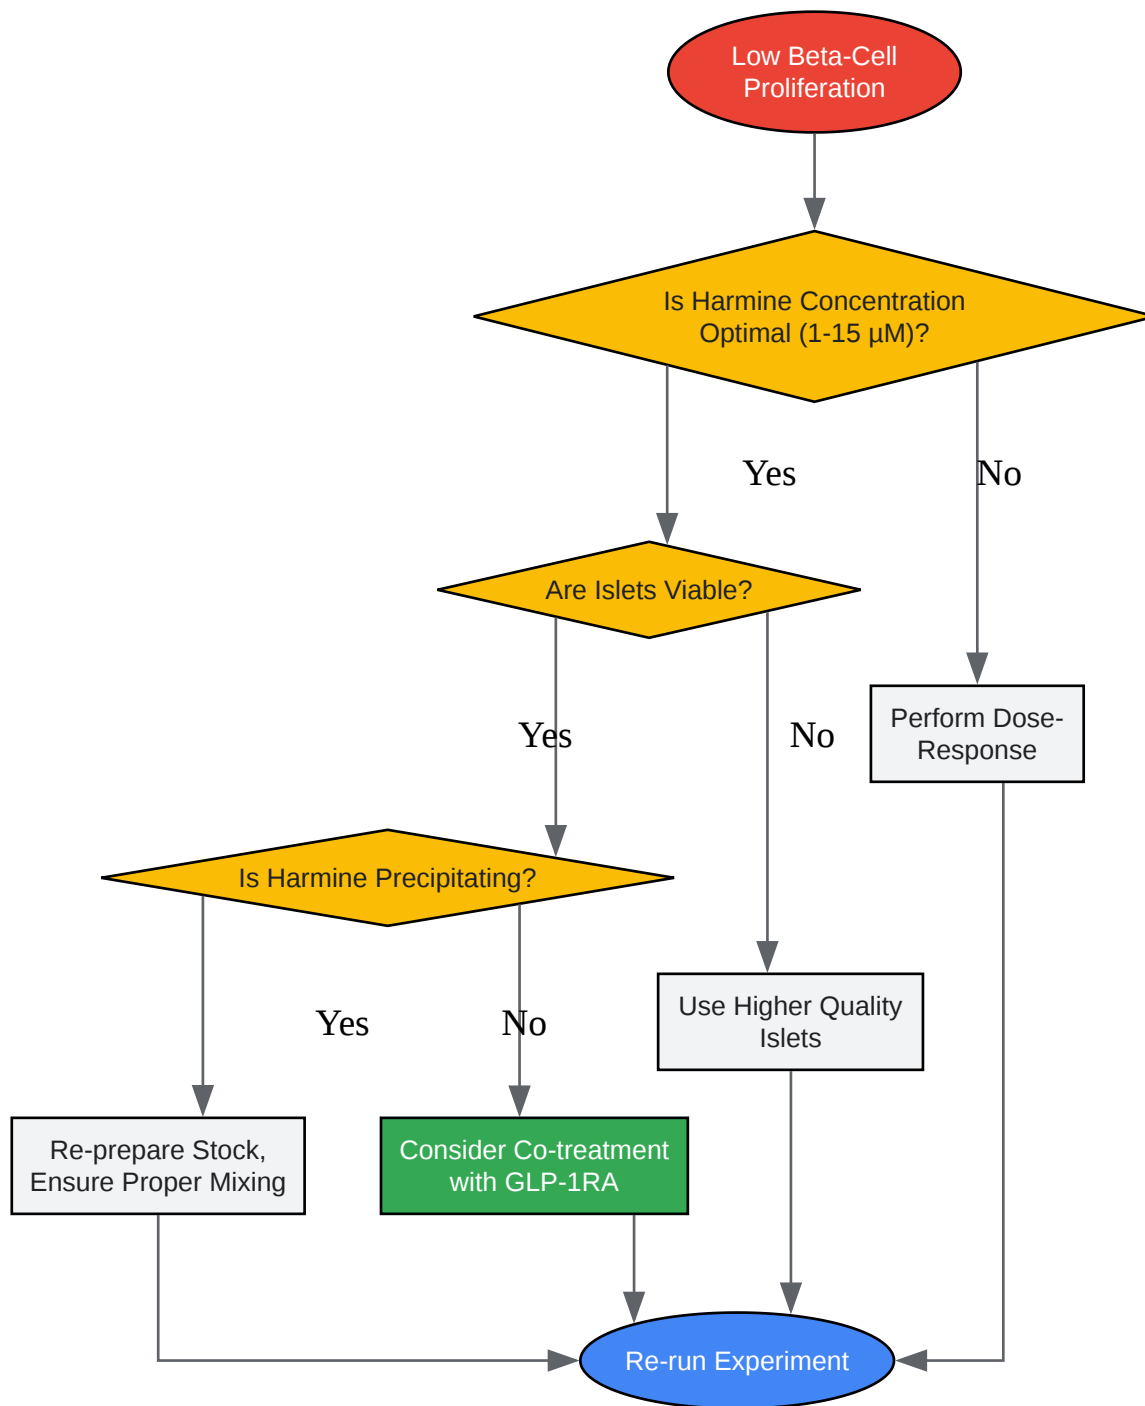 Low Beta-Cell
Proliferation
Is Harmine Concentration
Optimal (1-15 µM)?
Yes
No
Are Islets Viable?
Perform Dose-
Response
Yes
No
Is Harmine Precipitating?
Use Higher Quality
Islets
Yes
No
Re-prepare Stock,
Ensure Proper Mixing
Consider Co-treatment
with GLP-1RA
Re-run Experiment